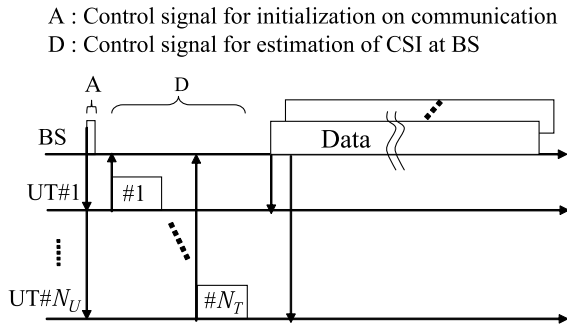 A : Control signal for initialization on communication
D : Control signal for estimation of CSI at BS
A
D
BS
Data
UT#1
#1
UT#N_U
#N_T